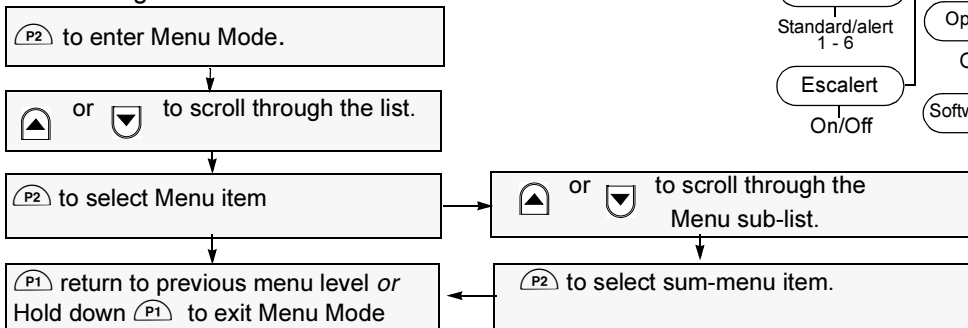 P2 to enter Menu Mode.
or to scroll through the list.
P2 to select Menu item
or to scroll through the
Menu sub-list.
P1 return to previous menu level or
Hold down P1 to exit Menu Mode
P2 to select sum-menu item.
Standard/alert
1 - 6
Escalert
On/Off